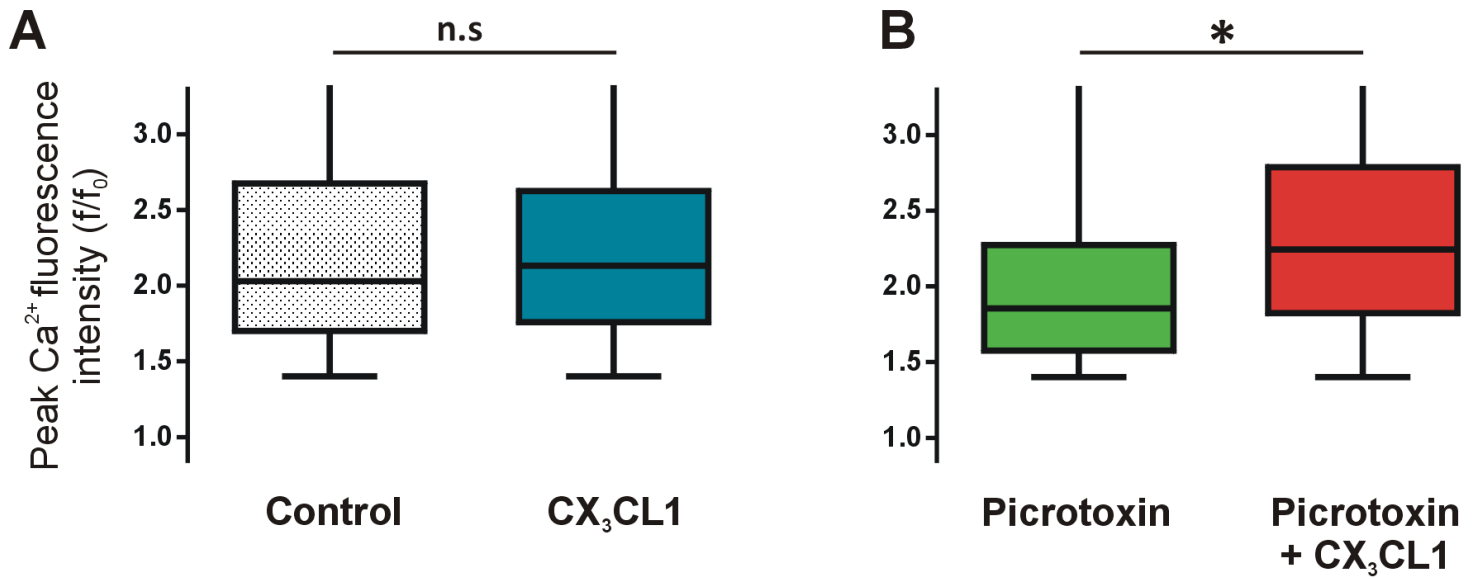 A
n.s
Peak Ca²⁺ fluorescence
intensity (f/f₀)
3.0
2.5
2.0
1.5
1.0
Control
CX₃CL1
B
*
3.0
2.5
2.0
1.5
1.0
Picrotoxin
Picrotoxin
+ CX₃CL1